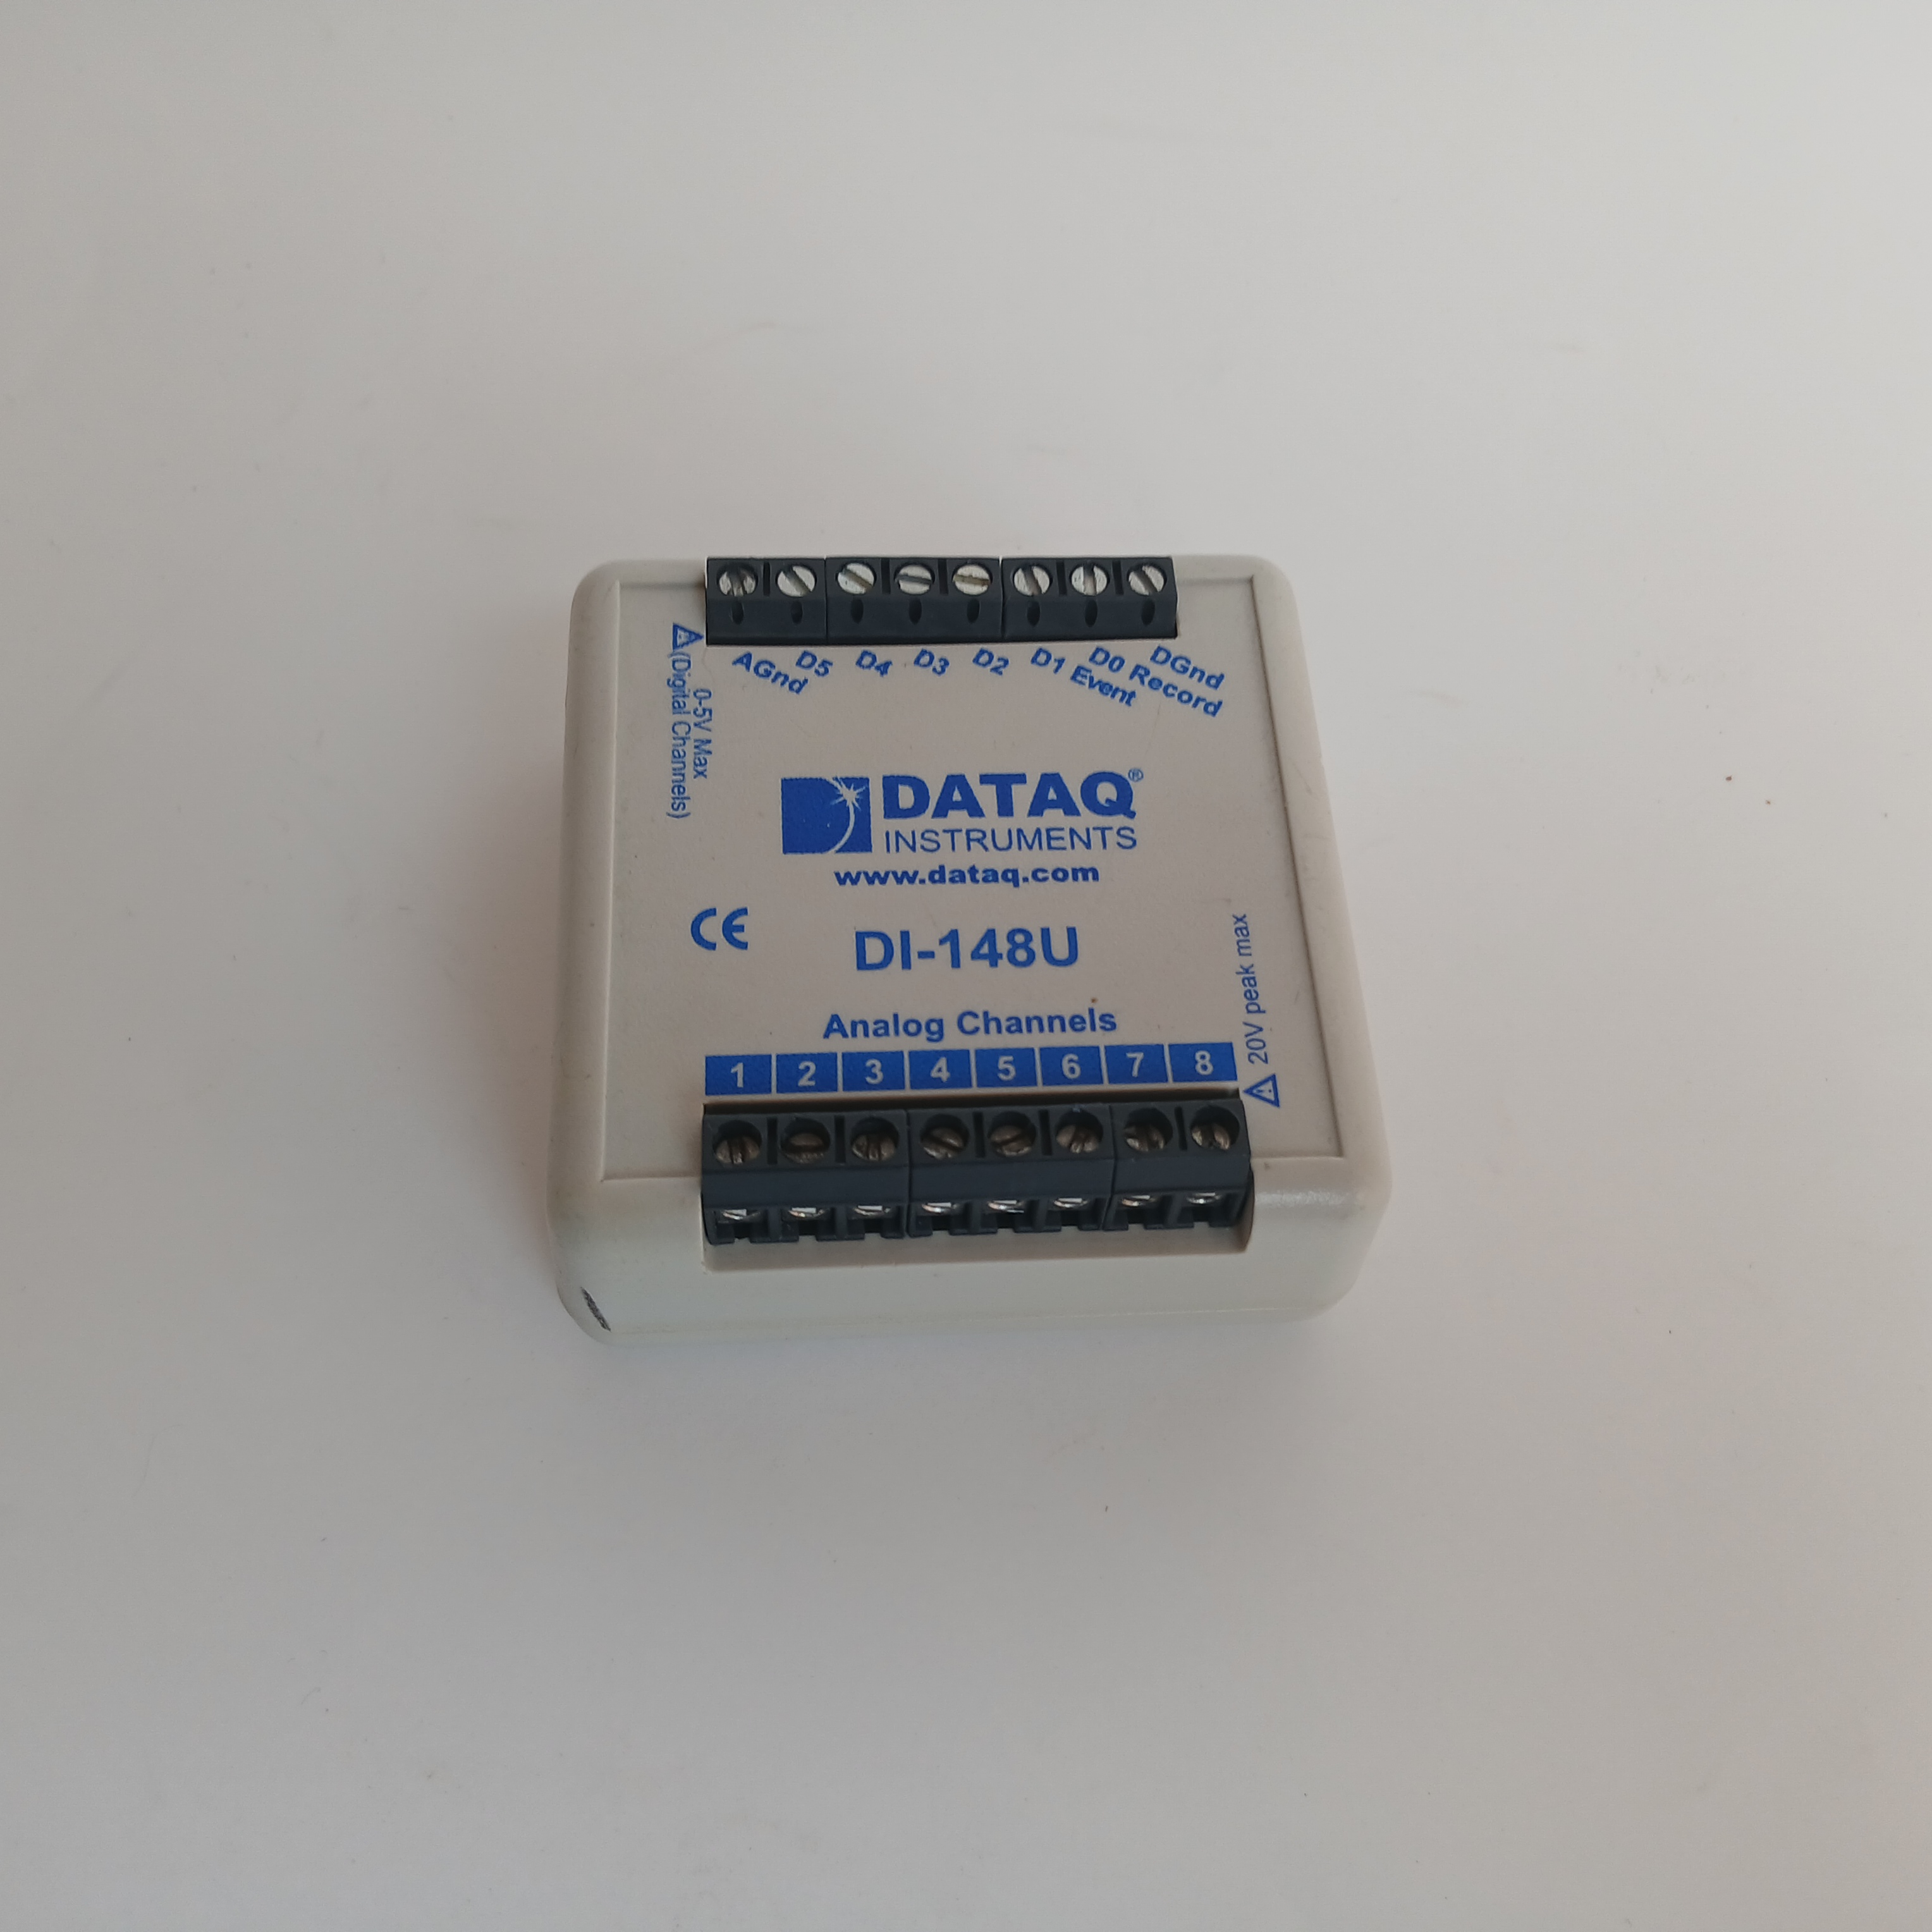 AGnd
D5
D4
D3
D2
D1 Event
D0 Record
DGnd
0-5V Max
(Digital Channels)
DATAQ®
INSTRUMENTS
www.dataq.com
CE
DI-148U
20V peak max
Analog Channels
1 2 3 4 5 6 7 8